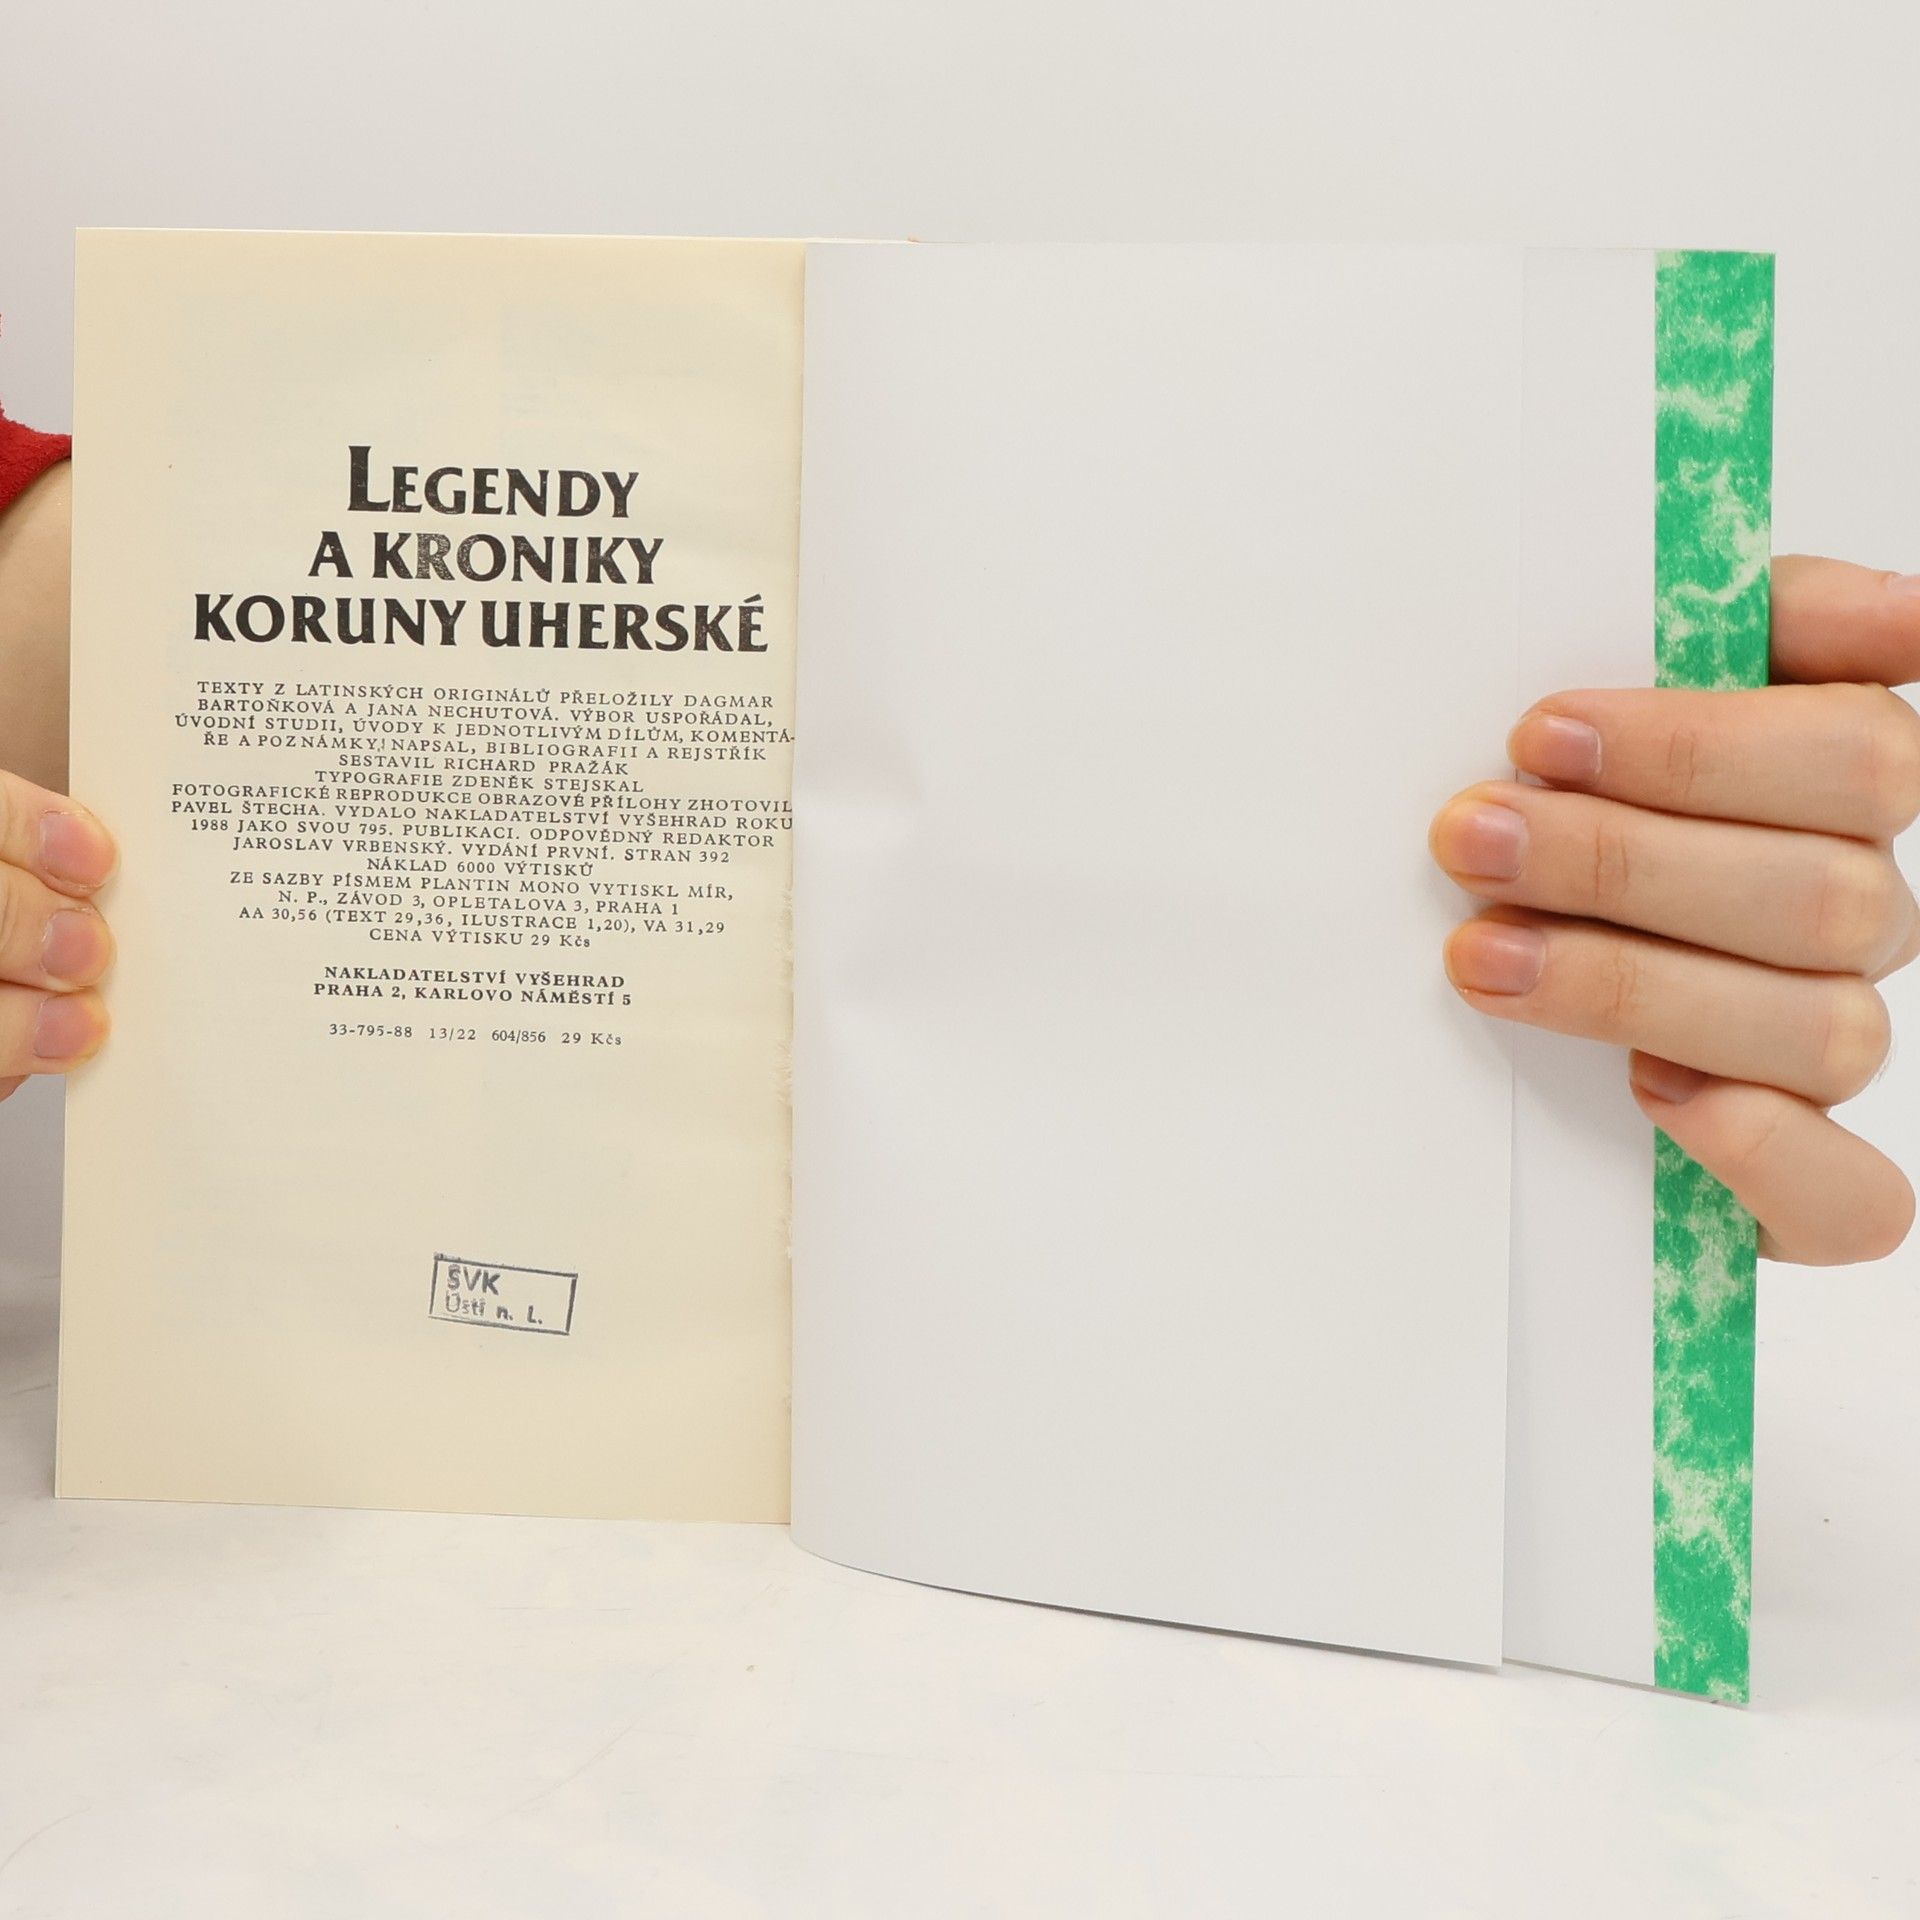 LEGENDY
A KRONIKY
KORUNY UHERSKÉ
TEXTY Z LATINSKÝCH ORIGINÁLŮ PŘELOŽILY DAGMAR
BARTOŇKOVÁ A JANA NECHUTOVÁ. VÝBOR USPOŘÁDAL,
ÚVODNÍ STUDII, ÚVODY K JEDNOTLIVÝM DÍLŮM, KOMENTÁ-
ŘE A POZNÁMKY, NAPSAL, BIBLIOGRAFII A REJSTŘÍK
SESTAVIL RICHARD PRAŽÁK
TYPOGRAFIE ZDENĚK STEJSKAL
FOTOGRAFICKÉ REPRODUKCE OBRAZOVÉ PŘÍLOHY ZHOTOVIL
PAVEL ŠTECHA. VYDALO NAKLADATELSTVÍ VYŠEHRAD ROKU
1988 JAKO SVOU 795. PUBLIKACI. ODPOVĚDNÝ REDAKTOR
JAROSLAV VRBENSKÝ. VYDÁNÍ PRVNÍ. STRAN 392
NÁKLAD 6000 VÝTISKŮ
ZE SAZBY PÍSMEM PLANTIN MONO VYTISKL MÍR,
N. P., ZÁVOD 3, OPLETALOVA 3, PRAHA 1
AA 30,56 (TEXT 29,36, ILUSTRACE 1,20), VA 31,29
CENA VÝTISKU 29 Kčs
NAKLADATELSTVÍ VYŠEHRAD
PRAHA 2, KARLOVO NÁMĚSTÍ 5
33-795-88 13/22 604/856 29 Kčs
SVK
Ústí n. L.